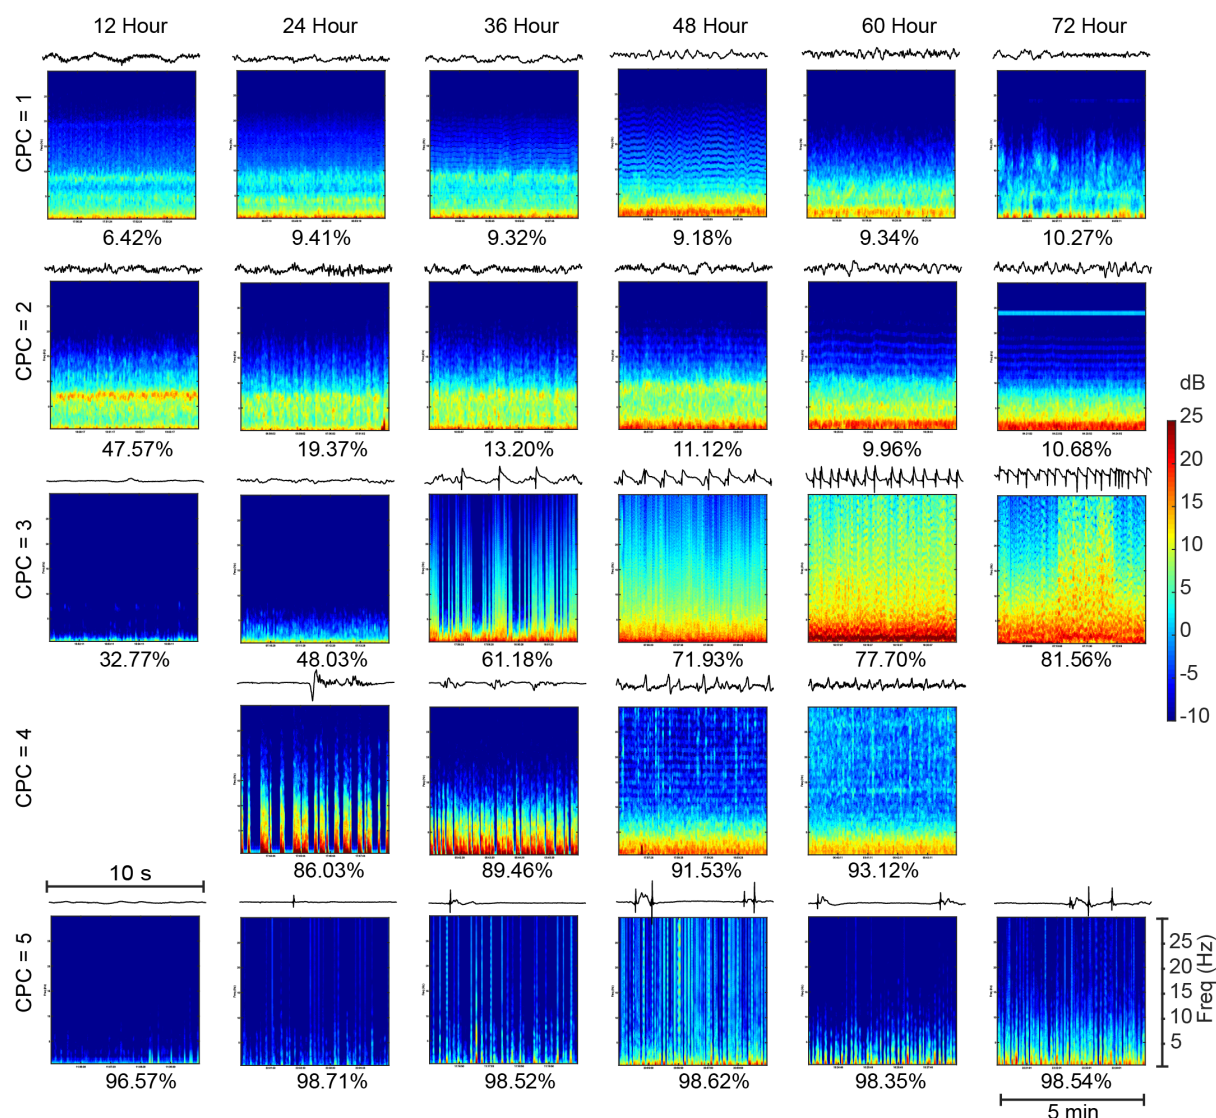 12 Hour 24 Hour 36 Hour 48 Hour 60 Hour 72 Hour
CPC = 1
6.42% 9.41% 9.32% 9.18% 9.34% 10.27%
CPC = 2
47.57% 19.37% 13.20% 11.12% 9.96% 10.68%
dB
25
20
15
10
5
0
-5
-10
CPC = 3
32.77% 48.03% 61.18% 71.93% 77.70% 81.56%
CPC = 4
86.03% 89.46% 91.53% 93.12%
10 s
CPC = 5
96.57% 98.71% 98.52% 98.62% 98.35% 98.54%
25
20
15
10
5
Freq (Hz)
5 min